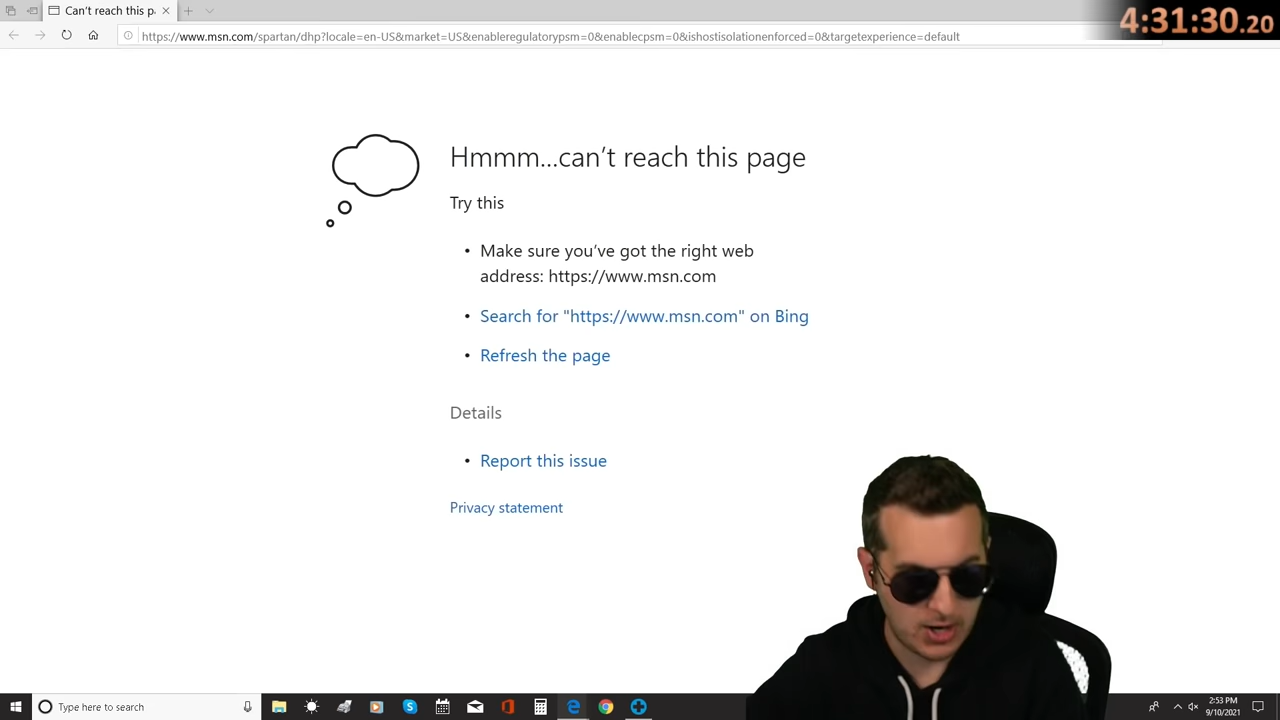 Can't reach this pa
4:31:30.20
https://www.msn.com/spartan/dhp?locale=en-US&market=US&enableregulatorypsm=0&enablecpsm=0&ishostisolationenforced=0&targetexperience=default
Hmmm...can't reach this page
Try this
• Make sure you've got the right web
address: https://www.msn.com
• Search for "https://www.msn.com" on Bing
• Refresh the page
Details
• Report this issue
Privacy statement
Type here to search
2:53 PM
9/10/2021